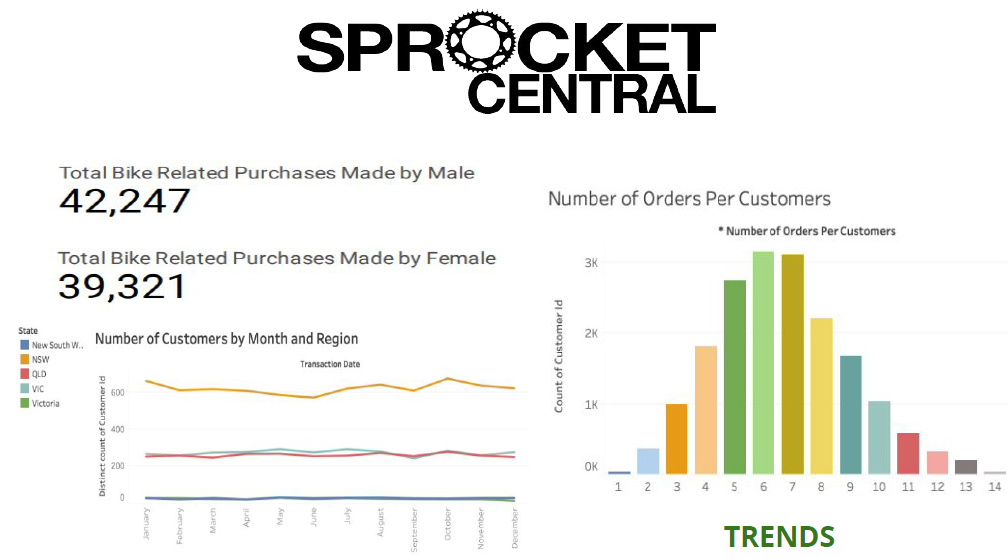 SPROCKET
CENTRAL
Total Bike Related Purchases Made by Male
42,247
Total Bike Related Purchases Made by Female
39,321
State
New South W..
NSW
QLD
VIC
Victoria
Number of Customers by Month and Region
Transaction Date
Distinct count of Customer Id
600
400
200
0
January
February
March
April
May
June
July
August
September
October
November
December
Number of Orders Per Customers
* Number of Orders Per Customers
Count of Customer Id
3K
2K
1K
0K
1 2 3 4 5 6 7 8 9 10 11 12 13 14
TRENDS